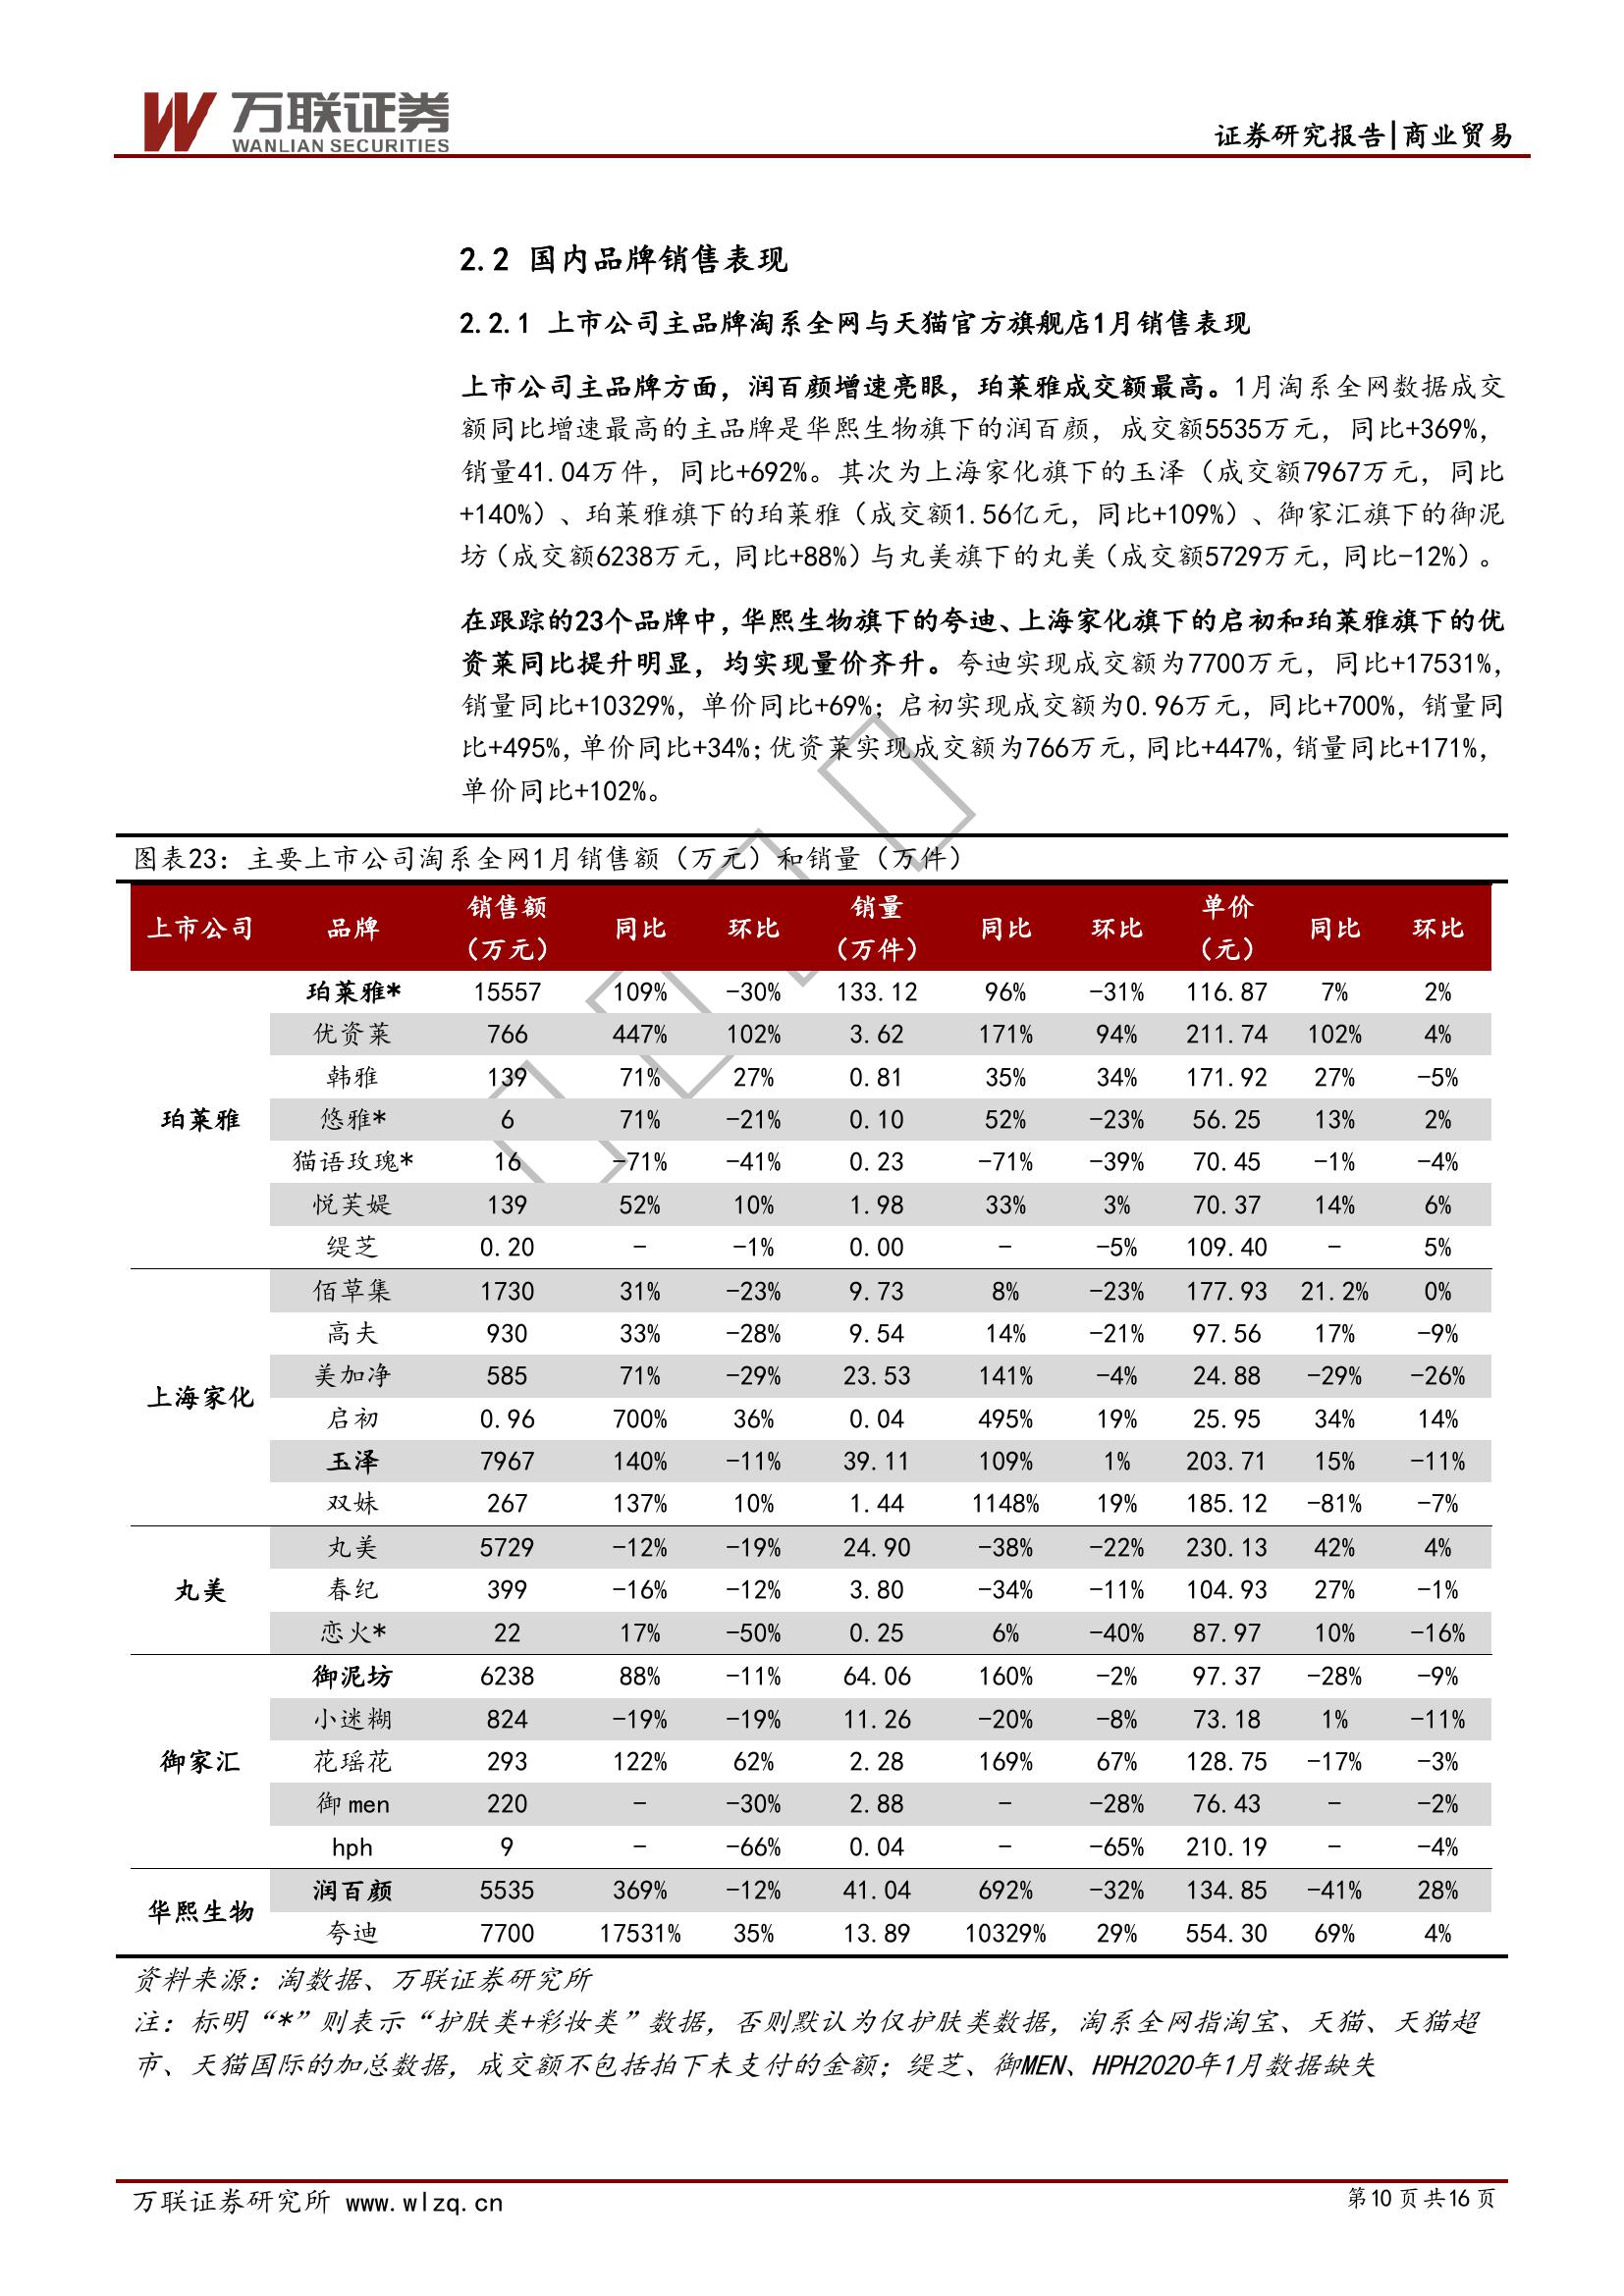 万联证券
WANLIAN SECURITIES
证券研究报告|商业贸易
2.2 国内品牌销售表现
2.2.1 上市公司主品牌淘系全网与天猫官方旗舰店1月销售表现
上市公司主品牌方面，润百颜增速亮眼，珀莱雅成交额最高。1月淘系全网数据成交
额同比增速最高的主品牌是华熙生物旗下的润百颜，成交额5535万元，同比+369%，
销量41.04万件，同比+692%。其次为上海家化旗下的玉泽（成交额7967万元，同比
+140%）、珀莱雅旗下的珀莱雅（成交额1.56亿元，同比+109%）、御家汇旗下的御泥
坊（成交额6238万元，同比+88%）与丸美旗下的丸美（成交额5729万元，同比-12%）。
在跟踪的23个品牌中，华熙生物旗下的夸迪、上海家化旗下的启初和珀莱雅旗下的优
资莱同比提升明显，均实现量价齐升。夸迪实现成交额为7700万元，同比+17531%，
销量同比+10329%，单价同比+69%；启初实现成交额为0.96万元，同比+700%，销量同
比+495%，单价同比+34%；优资莱实现成交额为766万元，同比+447%，销量同比+171%，
单价同比+102%。
图表23：主要上市公司淘系全网1月销售额（万元）和销量（万件）
上市公司 品牌 销售额（万元） 同比 环比 销量（万件） 同比 环比 单价（元） 同比 环比
珀莱雅* 15557 109% -30% 133.12 96% -31% 116.87 7% 2%
优资莱 766 447% 102% 3.62 171% 94% 211.74 102% 4%
韩雅 139 71% 27% 0.81 35% 34% 171.92 27% -5%
珀莱雅 悠雅* 6 71% -21% 0.10 52% -23% 56.25 13% 2%
猫语玫瑰* 16 -71% -41% 0.23 -71% -39% 70.45 -1% -4%
悦芙媞 139 52% 10% 1.98 33% 3% 70.37 14% 6%
缇芝 0.20 - -1% 0.00 - -5% 109.40 - 5%
佰草集 1730 31% -23% 9.73 8% -23% 177.93 21.2% 0%
高夫 930 33% -28% 9.54 14% -21% 97.56 17% -9%
上海家化 美加净 585 71% -29% 23.53 141% -4% 24.88 -29% -26%
启初 0.96 700% 36% 0.04 495% 19% 25.95 34% 14%
玉泽 7967 140% -11% 39.11 109% 1% 203.71 15% -11%
双妹 267 137% 10% 1.44 1148% 19% 185.12 -81% -7%
丸美 5729 -12% -19% 24.90 -38% -22% 230.13 42% 4%
丸美 春纪 399 -16% -12% 3.80 -34% -11% 104.93 27% -1%
恋火* 22 17% -50% 0.25 6% -40% 87.97 10% -16%
御泥坊 6238 88% -11% 64.06 160% -2% 97.37 -28% -9%
小迷糊 824 -19% -19% 11.26 -20% -8% 73.18 1% -11%
御家汇 花瑶花 293 122% 62% 2.28 169% 67% 128.75 -17% -3%
御men 220 - -30% 2.88 - -28% 76.43 - -2%
hph 9 - -66% 0.04 - -65% 210.19 - -4%
华熙生物 润百颜 5535 369% -12% 41.04 692% -32% 134.85 -41% 28%
夸迪 7700 17531% 35% 13.89 10329% 29% 554.30 69% 4%
资料来源：淘数据、万联证券研究所
注：标明“*”则表示“护肤类+彩妆类”数据，否则默认为仅护肤类数据，淘系全网指淘宝、天猫、天猫超
市、天猫国际的加总数据，成交额不包括拍下未支付的金额；缇芝、御MEN、HPH2020年1月数据缺失
万联证券研究所 www.wlzq.cn
第10页共16页